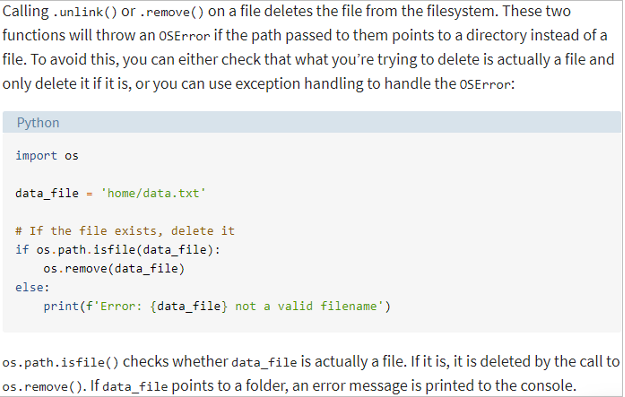 Calling .unlink() or .remove() on a file deletes the file from the filesystem. These two
functions will throw an OSError if the path passed to them points to a directory instead of a
file. To avoid this, you can either check that what you’re trying to delete is actually a file and
only delete it if it is, or you can use exception handling to handle the OSError:
Python
import os
data_file = 'home/data.txt'
# If the file exists, delete it
if os.path.isfile(data_file):
    os.remove(data_file)
else:
    print(f'Error: {data_file} not a valid filename')
os.path.isfile() checks whether data_file is actually a file. If it is, it is deleted by the call to
os.remove(). If data_file points to a folder, an error message is printed to the console.